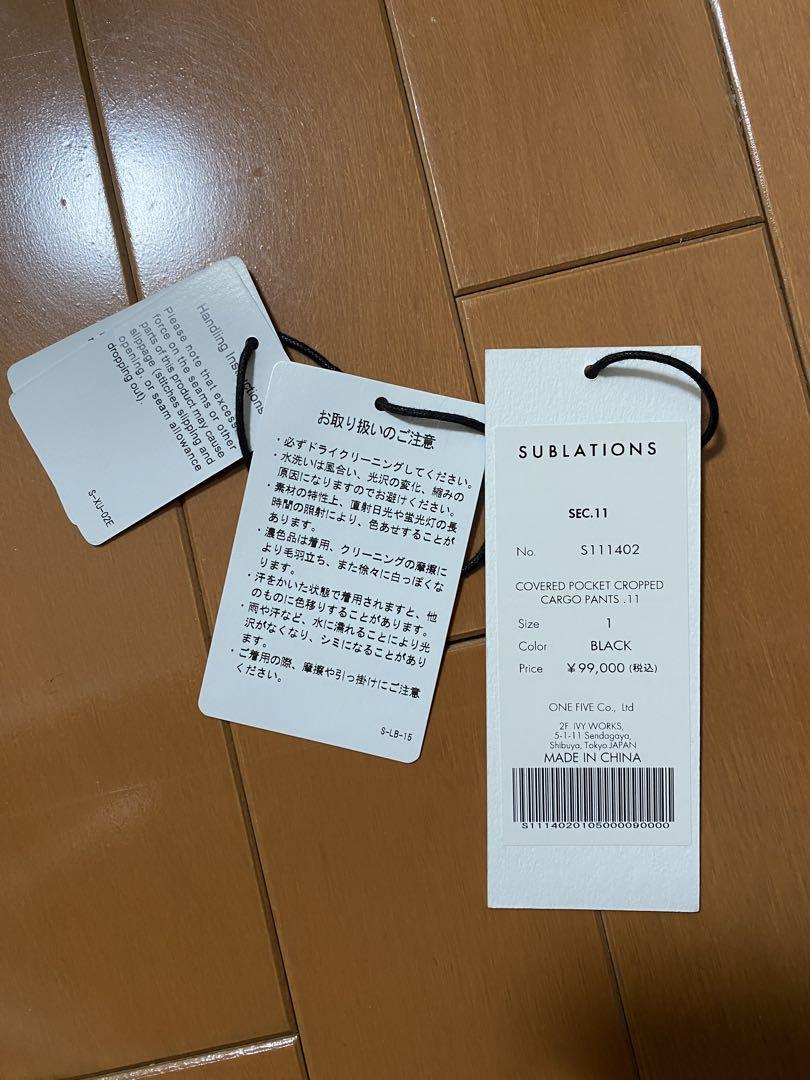 Handling Instructions
Please note that excess
force on the seams or other
parts of this product may cause
slippage (stitches slipping and
opening, or seam allowance
dropping out).
S-XU-02E
お取り扱いのご注意
・必ずドライクリーニングしてください。
・水洗いは風合い、光沢の変化、縮みの
原因になりますのでお避けください。
・素材の特性上、直射日光や蛍光灯の長
時間の照射により、色あせすることが
あります。
・濃色品は着用、クリーニングの摩擦に
より毛羽立ち、また徐々に白っぽくな
ります。
・汗をかいた状態で着用されますと、他
のものに色移りすることがあります。
・雨や汗など、水に濡れることにより光
沢がなくなり、シミになることがあり
ます。
・ご着用の際、摩擦や引っ掛けにご注意
ください。
S-LB-15
SUBLATIONS
SEC.11
No. S111402
COVERED POCKET CROPPED
CARGO PANTS .11
Size 1
Color BLACK
Price ¥99,000 (税込)
ONE FIVE Co., Ltd
2F. IVY WORKS,
5-1-11 Sendagaya,
Shibuya, Tokyo JAPAN
MADE IN CHINA
S1114020105000090000